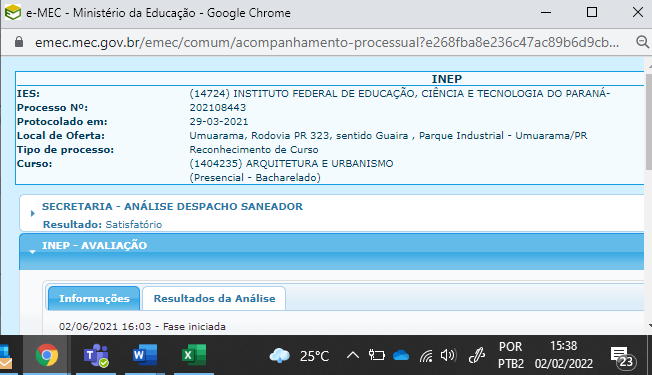 e-MEC - Ministério da Educação - Google Chrome
emec.mec.gov.br/emec/comum/acompanhamento-processual?e268fba8e236c47ac89b6d9cb...
INEP
IES: (14724) INSTITUTO FEDERAL DE EDUCAÇÃO, CIÊNCIA E TECNOLOGIA DO PARANÁ-
Processo Nº: 202108443
Protocolado em: 29-03-2021
Local de Oferta: Umuarama, Rodovia PR 323, sentido Guaira , Parque Industrial - Umuarama/PR
Tipo de processo: Reconhecimento de Curso
Curso: (1404235) ARQUITETURA E URBANISMO
(Presencial - Bacharelado)
SECRETARIA - ANÁLISE DESPACHO SANEADOR
Resultado: Satisfatório
INEP - AVALIAÇÃO
Informações Resultados da Análise
02/06/2021 16:03 - Fase iniciada
25°C POR 15:38
PTB2 02/02/2022 23